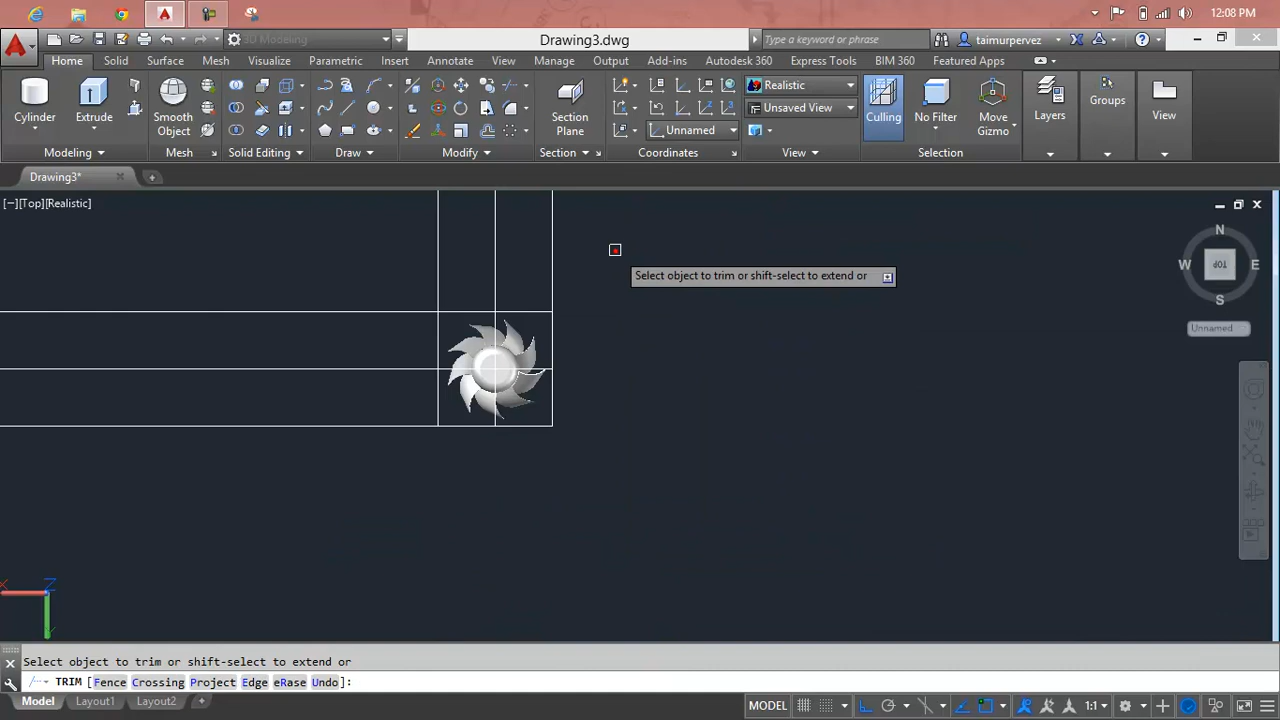 12:08 PM
3D Modeling
Drawing3.dwg
Type a keyword or phrase
taimurpervez
Home Solid Surface Mesh Visualize Parametric Insert Annotate View Manage Output Add-ins Autodesk 360 Express Tools BIM 360 Featured Apps
Cylinder
Extrude
Smooth
Object
Section
Plane
Realistic
Unsaved View
Unnamed
Culling
No Filter
Move
Gizmo
Layers
Groups
View
Modeling
Mesh
Solid Editing
Draw
Modify
Section
Coordinates
View
Selection
Drawing3*
[−][Top][Realistic]
N
W
TOP
E
S
Unnamed
Select object to trim or shift-select to extend or
X
Z
Y
Select object to trim or shift-select to extend or
TRIM [Fence Crossing Project Edge eRase Undo]:
Model Layout1 Layout2
MODEL
1:1